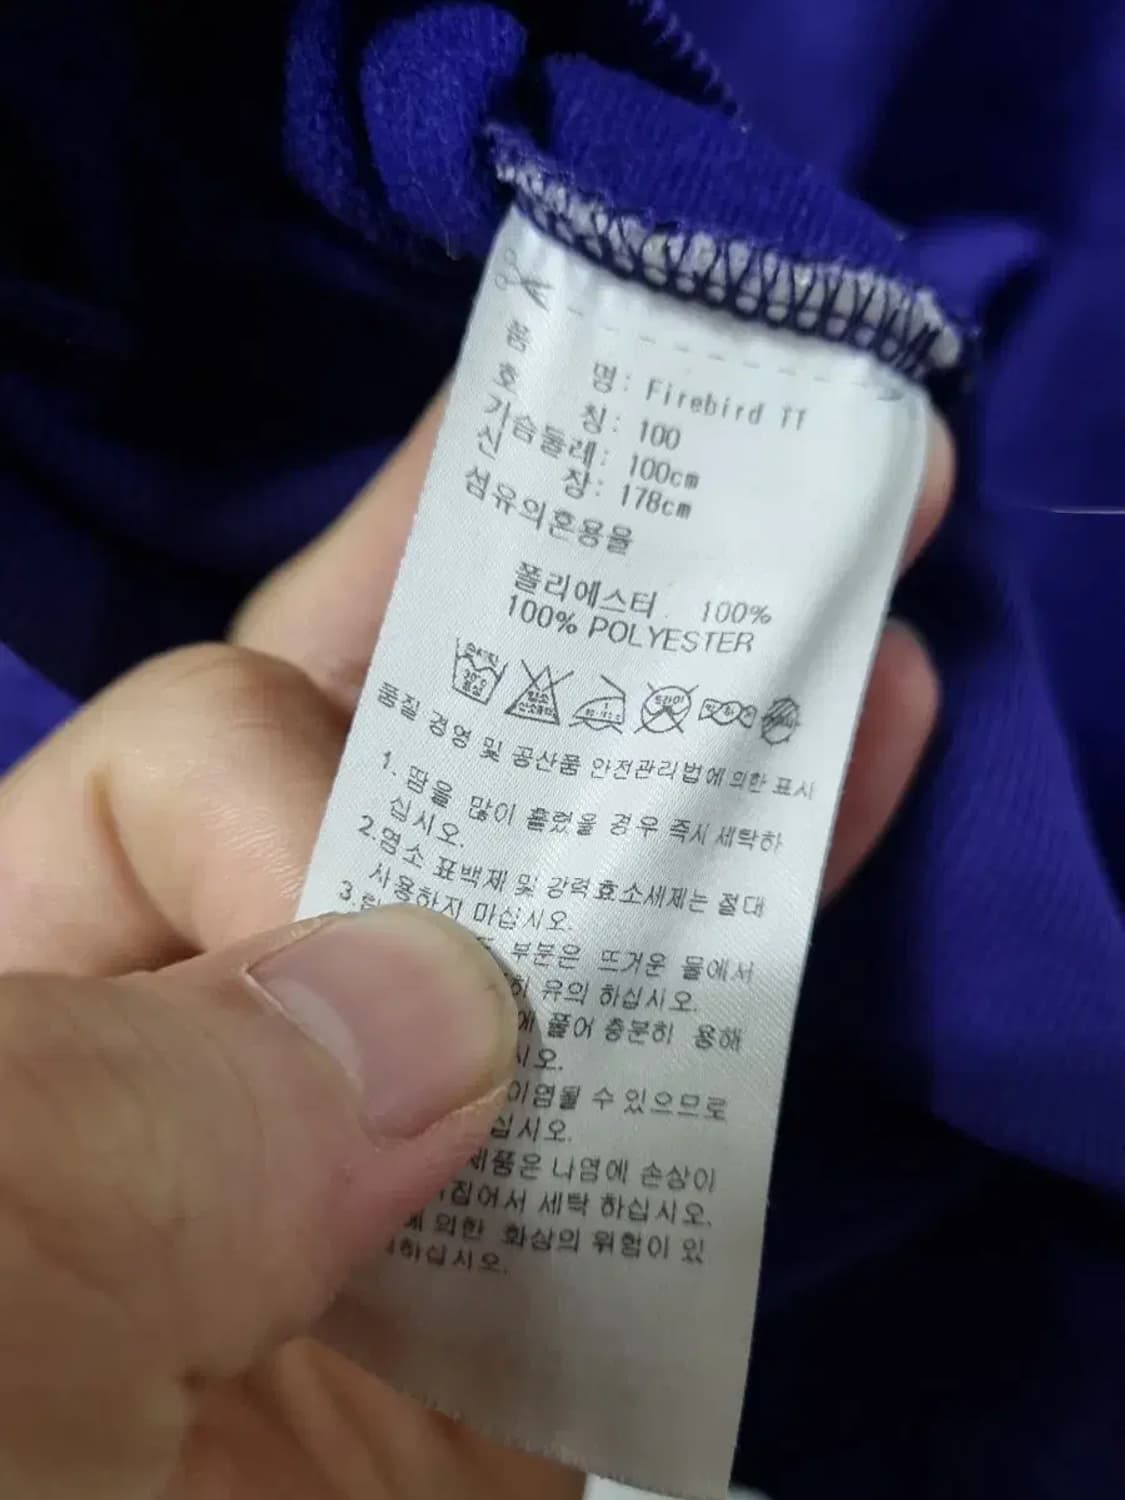 품 명: Firebird TT
호 칭: 100
가슴둘레: 100cm
신 장: 178cm
섬유의혼용율
폴리에스터 100%
100% POLYESTER
품질 경영 및 공산품 안전관리법에 의한 표시
1. 땀을 많이 흘렸을 경우 즉시 세탁하
십시오.
2.염소 표백제 및 강력효소세제는 절대
사용하지 마십시오.
3.
부분은 뜨거운 물에서
유의 하십시오.
풀어 충분히 용해
시오.
이염될 수 있으므로
십시오.
제품은 나염에 손상이
뒤집어서 세탁 하십시오.
의한 화상의 위험이 있
하십시오.